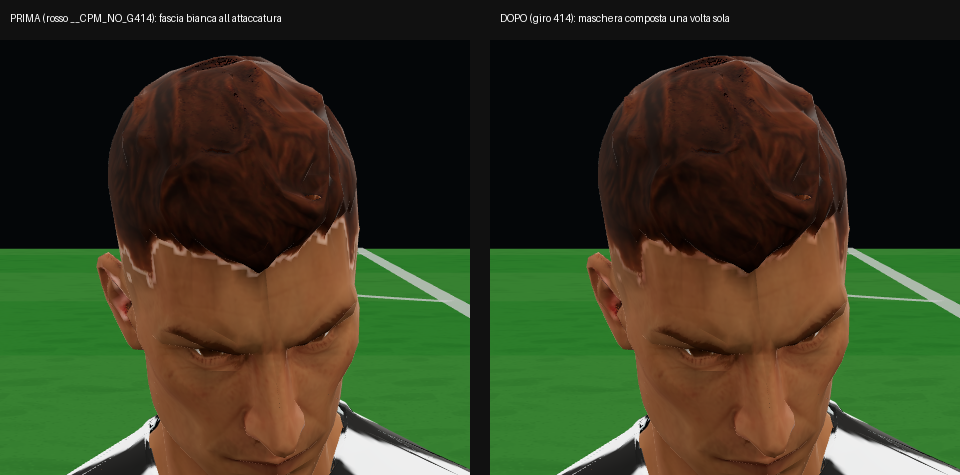 PRIMA (rosso __CPM_NO_G414): fascia bianca all attaccatura
DOPO (giro 414): maschera composta una volta sola